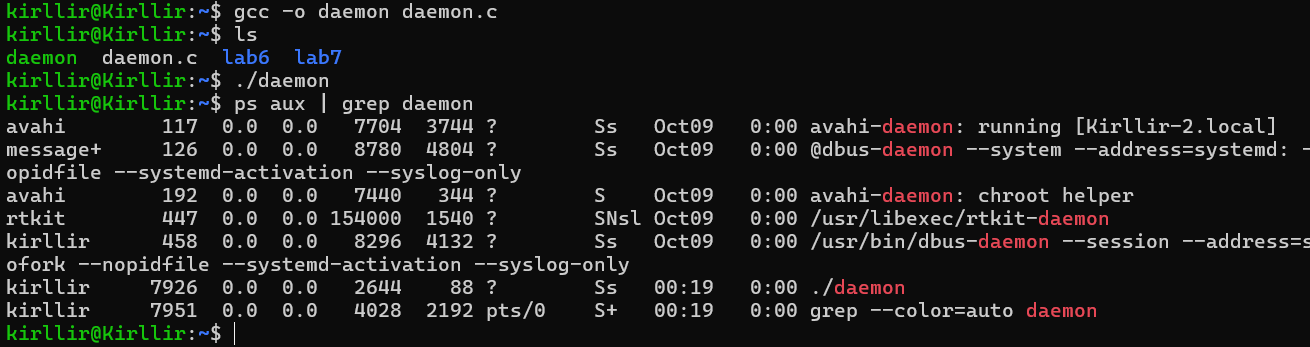 kirllir@Kirllir:~$ gcc -o daemon daemon.c
kirllir@Kirllir:~$ ls
daemon  daemon.c  lab6  lab7
kirllir@Kirllir:~$ ./daemon
kirllir@Kirllir:~$ ps aux | grep daemon
avahi        117  0.0  0.0   7704  3744 ?        Ss   Oct09   0:00 avahi-daemon: running [Kirllir-2.local]
message+     126  0.0  0.0   8780  4804 ?        Ss   Oct09   0:00 @dbus-daemon --system --address=systemd: -
opidfile --systemd-activation --syslog-only
avahi        192  0.0  0.0   7440   344 ?        S    Oct09   0:00 avahi-daemon: chroot helper
rtkit        447  0.0  0.0 154000  1540 ?        SNsl Oct09   0:00 /usr/libexec/rtkit-daemon
kirllir      458  0.0  0.0   8296  4132 ?        Ss   Oct09   0:00 /usr/bin/dbus-daemon --session --address=s
ofork --nopidfile --systemd-activation --syslog-only
kirllir     7926  0.0  0.0   2644    88 ?        Ss   00:19   0:00 ./daemon
kirllir     7951  0.0  0.0   4028  2192 pts/0    S+   00:19   0:00 grep --color=auto daemon
kirllir@Kirllir:~$